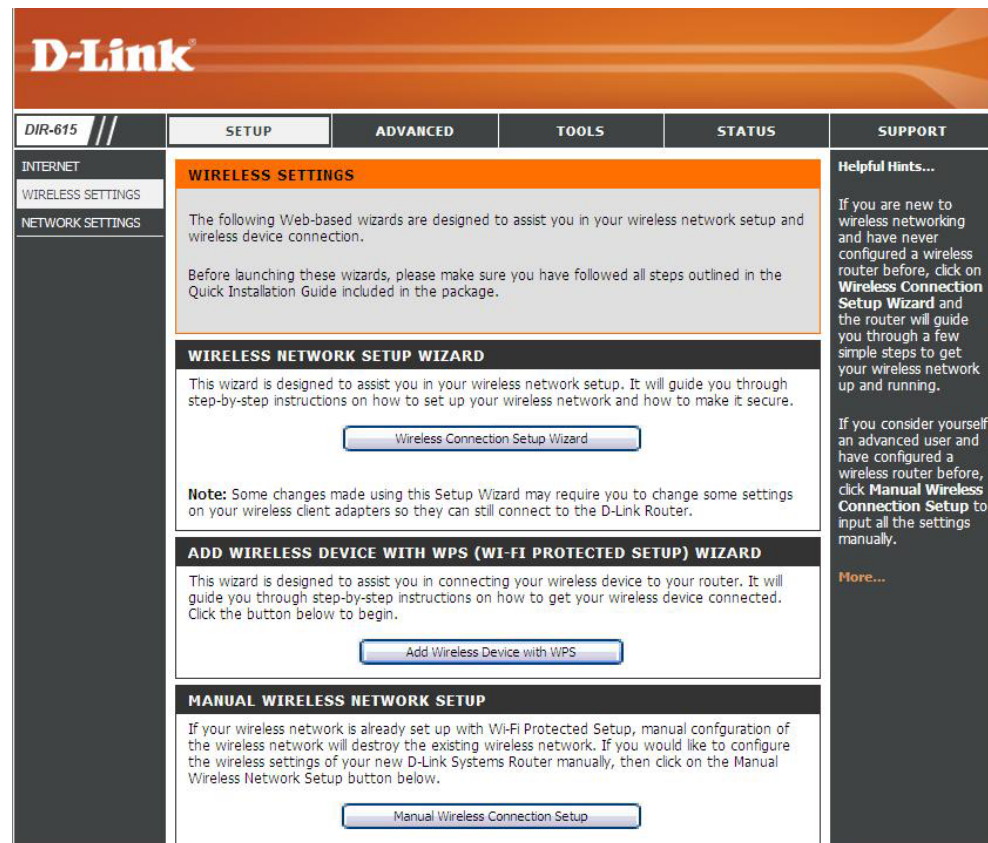 D-Link
DIR-615
SETUP
ADVANCED
TOOLS
STATUS
SUPPORT
INTERNET
WIRELESS SETTINGS
NETWORK SETTINGS
WIRELESS SETTINGS
The following Web-based wizards are designed to assist you in your wireless network setup and
wireless device connection.
Before launching these wizards, please make sure you have followed all steps outlined in the
Quick Installation Guide included in the package.
WIRELESS NETWORK SETUP WIZARD
This wizard is designed to assist you in your wireless network setup. It will guide you through
step-by-step instructions on how to set up your wireless network and how to make it secure.
Wireless Connection Setup Wizard
Note: Some changes made using this Setup Wizard may require you to change some settings
on your wireless client adapters so they can still connect to the D-Link Router.
ADD WIRELESS DEVICE WITH WPS (WI-FI PROTECTED SETUP) WIZARD
This wizard is designed to assist you in connecting your wireless device to your router. It will
guide you through step-by-step instructions on how to get your wireless device connected.
Click the button below to begin.
Add Wireless Device with WPS
MANUAL WIRELESS NETWORK SETUP
If your wireless network is already set up with Wi-Fi Protected Setup, manual confguration of
the wireless network will destroy the existing wireless network. If you would like to configure
the wireless settings of your new D-Link Systems Router manually, then click on the Manual
Wireless Network Setup button below.
Manual Wireless Connection Setup
Helpful Hints...
If you are new to
wireless networking
and have never
configured a wireless
router before, click on
Wireless Connection
Setup Wizard and
the router will guide
you through a few
simple steps to get
your wireless network
up and running.
If you consider yourself
an advanced user and
have configured a
wireless router before,
click Manual Wireless
Connection Setup to
input all the settings
manually.
More...